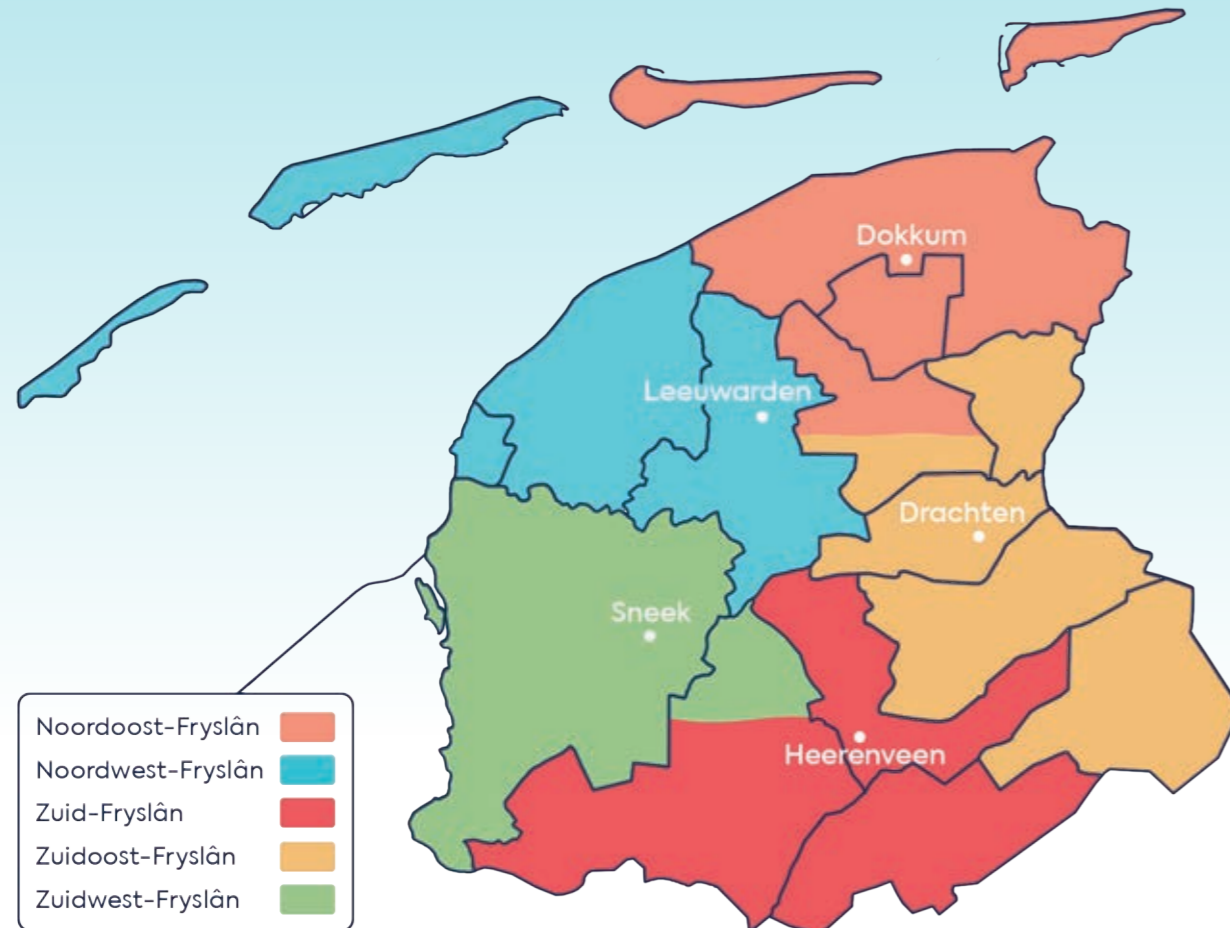 Dokkum
Leeuwarden
Drachten
Sneek
Heerenveen
Noordoost-Fryslân
Noordwest-Fryslân
Zuid-Fryslân
Zuidoost-Fryslân
Zuidwest-Fryslân